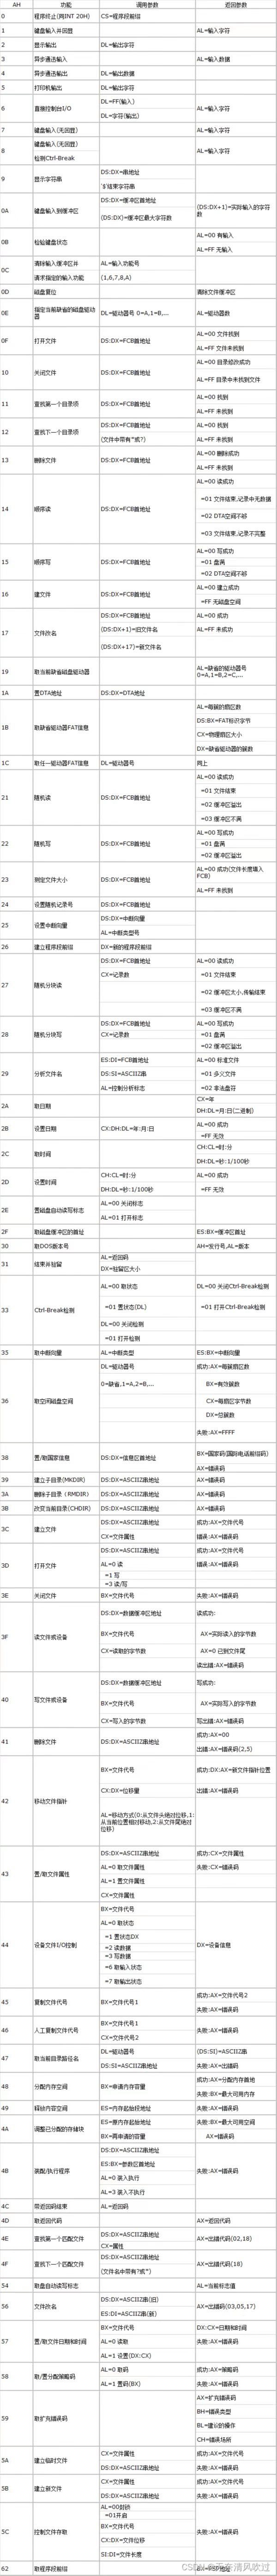 AH 功能 调用参数 返回参数
0 程序终止(同INT 20H) CS=程序段前缀
1 键盘输入并回显 AL=输入字符
2 显示输出 DL=输出字符
3 异步通讯输入 AL=输入数据
4 异步通讯输出 DL=输出数据
5 打印机输出 DL=输出字符
6 直接控制台I/O DL=FF(输入)
DL=字符(输出) AL=输入字符
7 键盘输入(无回显) AL=输入字符
8 键盘输入(无回显)
检测Ctrl-Break AL=输入字符
9 显示字符串 DS:DX=串地址
'$'结束字符串
0A 键盘输入到缓冲区 DS:DX=缓冲区首地址
(DS:DX)=缓冲区最大字符数 (DS:DX+1)=实际输入的字符数
0B 检验键盘状态 AL=00 有输入
AL=FF 无输入
0C 清除输入缓冲区并
请求指定的输入功能 AL=输入功能号
(1,6,7,8,A)
0D 磁盘复位 清除文件缓冲区
0E 指定当前缺省的磁盘驱动器 DL=驱动器号 0=A,1=B,... AL=驱动器数
0F 打开文件 DS:DX=FCB首地址 AL=00 文件找到
AL=FF 文件未找到
10 关闭文件 DS:DX=FCB首地址 AL=00 目录修改成功
AL=FF 目录中未找到文件
11 查找第一个目录项 DS:DX=FCB首地址 AL=00 找到
AL=FF 未找到
12 查找下一个目录项 DS:DX=FCB首地址
(文件中带有*或?) AL=00 找到
AL=FF 未找到
13 删除文件 DS:DX=FCB首地址 AL=00 删除成功
AL=FF 未找到
14 顺序读 DS:DX=FCB首地址 AL=00 读成功
=01 文件结束,记录中无数据
=02 DTA空间不够
=03 文件结束,记录不完整
15 顺序写 DS:DX=FCB首地址 AL=00 写成功
=01 盘满
=02 DTA空间不够
16 建文件 DS:DX=FCB首地址 AL=00 建立成功
=FF 无磁盘空间
17 文件改名 DS:DX=FCB首地址
(DS:DX+1)=旧文件名
(DS:DX+17)=新文件名 AL=00 成功
AL=FF 未成功
19 取当前缺省磁盘驱动器 AL=缺省的驱动器号
0=A,1=B,2=C,...
1A 置DTA地址 DS:DX=DTA地址
1B 取缺省驱动器FAT信息 AL=每簇的扇区数
DS:BX=FAT标识字节
CX=物理扇区大小
DX=缺省驱动器的簇数
1C 取任一驱动器FAT信息 DL=驱动器号 同上
21 随机读 DS:DX=FCB首地址 AL=00 读成功
=01 文件结束
=02 缓冲区溢出
=03 缓冲区不满
22 随机写 DS:DX=FCB首地址 AL=00 写成功
=01 盘满
=02 缓冲区溢出
23 测定文件大小 DS:DX=FCB首地址 AL=00 成功(文件长度填入FCB)
AL=FF 未找到
24 设置随机记录号 DS:DX=FCB首地址
25 设置中断向量 DS:DX=中断向量
AL=中断类型号
26 建立程序段前缀 DX=新的程序段前缀
27 随机分块读 DS:DX=FCB首地址
CX=记录数 AL=00 读成功
=01 文件结束
=02 缓冲区太小,传输结束
=03 缓冲区不满
28 随机分块写 DS:DX=FCB首地址
CX=记录数 AL=00 写成功
=01 盘满
=02 缓冲区溢出
29 分析文件名 ES:DI=FCB首地址
DS:SI=ASCIIZ串
AL=控制分析标志 AL=00 标准文件
=01 多义文件
=02 非法盘符
2A 取日期 CX=年
DH:DL=月:日(二进制)
2B 设置日期 CX:DH:DL=年:月:日 AL=00 成功
=FF 无效
2C 取时间 CH:CL=时:分
DH:DL=秒:1/100秒
2D 设置时间 CH:CL=时:分
DH:DL=秒:1/100秒 AL=00 成功
=FF 无效
2E 置磁盘自动读写标志 AL=00 关闭标志
AL=01 打开标志
2F 取磁盘缓冲区的首址 ES:BX=缓冲区首址
30 取DOS版本号 AH=发行号,AL=版本
31 结束并驻留 AL=返回码
DX=驻留区大小
33 Ctrl-Break检测 AL=00 取状态
=01 置状态(DL)
DL=00 关闭检测
=01 打开检测 DL=00 关闭Ctrl-Break检测
=01 打开Ctrl-Break检测
35 取中断向量 AL=中断类型 ES:BX=中断向量
36 取空闲磁盘空间 DL=驱动器号
0=缺省,1=A,2=B,... 成功:AX=每簇扇区数
BX=有效簇数
CX=每扇区字节数
DX=总簇数
失败:AX=FFFF
38 置/取国家信息 DS:DX=信息区首地址 BX=国家码(国际电话前缀码)
AX=错误码
39 建立子目录(MKDIR) DS:DX=ASCIIZ串地址 AX=错误码
3A 删除子目录(RMDIR) DS:DX=ASCIIZ串地址 AX=错误码
3B 改变当前目录(CHDIR) DS:DX=ASCIIZ串地址 AX=错误码
3C 建立文件 DS:DX=ASCIIZ串地址
CX=文件属性 成功:AX=文件代号
错误:AX=错误码
3D 打开文件 DS:DX=ASCIIZ串地址
AL=0 读
=1 写
=3 读/写 成功:AX=文件代号
错误:AX=错误码
3E 关闭文件 BX=文件代号 失败:AX=错误码
3F 读文件或设备 DS:DX=数据缓冲区地址
BX=文件代号
CX=读取的字节数 读成功:
AX=实际读入的字节数
AX=0 已到文件尾
读出错:AX=错误码
40 写文件或设备 DS:DX=数据缓冲区地址
BX=文件代号
CX=写入的字节数 写成功:
AX=实际写入的字节数
写出错:AX=错误码
41 删除文件 DS:DX=ASCIIZ串地址 成功:AX=00
出错:AX=错误码(2,5)
42 移动文件指针 BX=文件代号
CX:DX=位移量
AL=移动方式(0:从文件头绝对位移,1:从当前位置相对移动,2:从文件尾绝对位移) 成功:DX:AX=新文件指针位置
出错:AX=错误码
43 置/取文件属性 DS:DX=ASCIIZ串地址
AL=0 取文件属性
AL=1 置文件属性
CX=文件属性 成功:CX=文件属性
失败:CX=错误码
44 设备文件I/O控制 BX=文件代号
AL=0 取状态
=1 置状态DX
=2 读数据
=3 写数据
=6 取输入状态
=7 取输出状态 DX=设备信息
45 复制文件代号 BX=文件代号1 成功:AX=文件代号2
失败:AX=错误码
46 人工复制文件代号 BX=文件代号1
CX=文件代号2 失败:AX=错误码
47 取当前目录路径名 DL=驱动器号
DS:SI=ASCIIZ串地址 (DS:SI)=ASCIIZ串
失败:AX=出错码
48 分配内存空间 BX=申请内存容量 成功:AX=分配内存首地
失败:BX=最大可用内存
49 释放内容空间 ES=内存起始段地址 失败:AX=错误码
4A 调整已分配的存储块 ES=原内存起始地址
BX=再申请的容量 失败:BX=最大可用空间
AX=错误码
4B 装配/执行程序 DS:DX=ASCIIZ串地址
ES:BX=参数区首地址
AL=0 装入执行
AL=3 装入不执行 失败:AX=错误码
4C 带返回码结束 AL=返回码
4D 取返回代码 AX=返回代码
4E 查找第一个匹配文件 DS:DX=ASCIIZ串地址
CX=属性 AX=出错代码(02,18)
4F 查找下一个匹配文件 DS:DX=ASCIIZ串地址
(文件名中带有?或*) AX=出错代码(18)
54 取盘自动读写标志 AL=当前标志值
56 文件改名 DS:DX=ASCIIZ串(旧)
ES:DI=ASCIIZ串(新) AX=出错码(03,05,17)
57 置/取文件日期和时间 BX=文件代号
AL=0 读取
AL=1 设置(DX:CX) DX:CX=日期和时间
失败:AX=错误码
58 取/置分配策略码 AL=0 取码
AL=1 置码(BX) 成功:AX=策略码
失败:AX=错误码
59 取扩充错误码 AX=扩充错误码
BH=错误类型
BL=建议的操作
CH=错误场所
5A 建立临时文件 CX=文件属性
DS:DX=ASCIIZ串地址 成功:AX=文件代号
失败:AX=错误码
5B 建立新文件 CX=文件属性
DS:DX=ASCIIZ串地址 成功:AX=文件代号
失败:AX=错误码
5C 控制文件存取 AL=00封锁
=01开启
BX=文件代号
CX:DX=文件位移
SI:DI=文件长度 失败:AX=错误码
62 取程序段前缀 BX=PSP地址